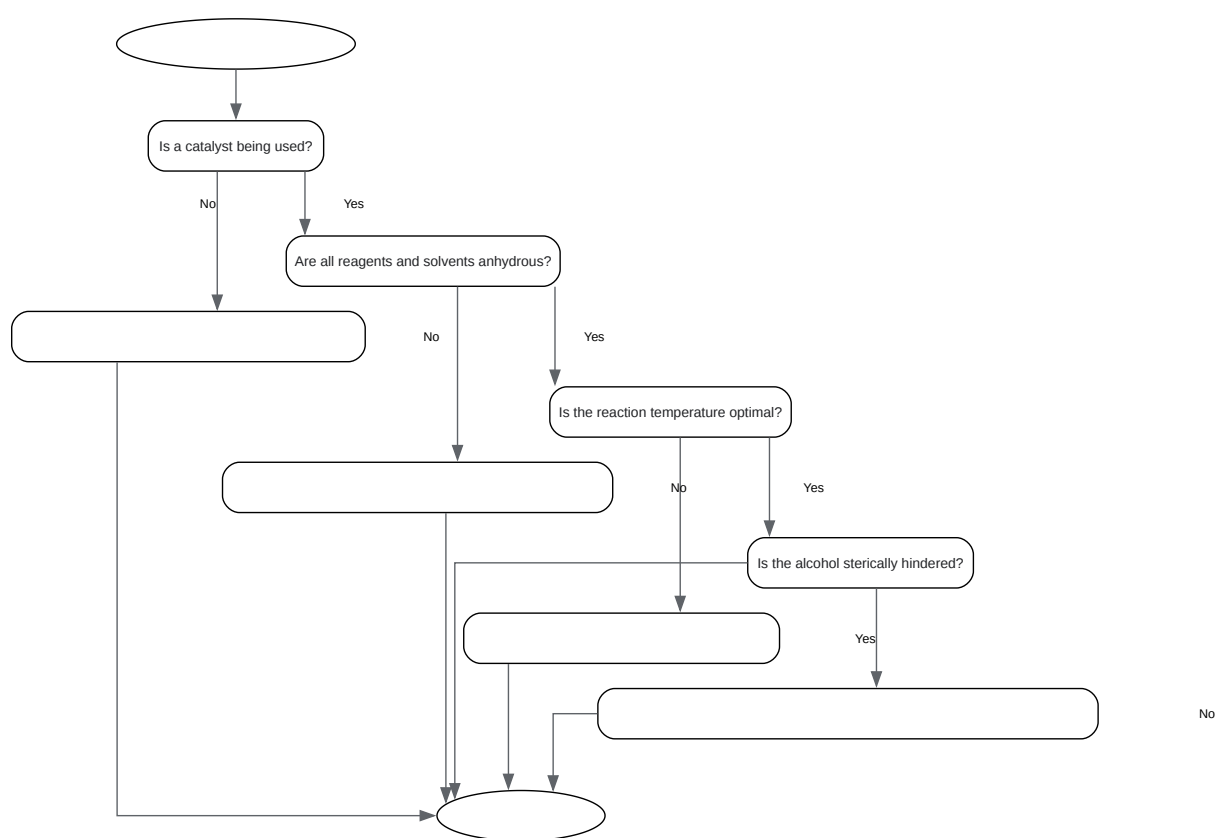 Is a catalyst being used?
No
Yes
Are all reagents and solvents anhydrous?
No
Yes
Is the reaction temperature optimal?
No
Yes
Is the alcohol sterically hindered?
Yes
No